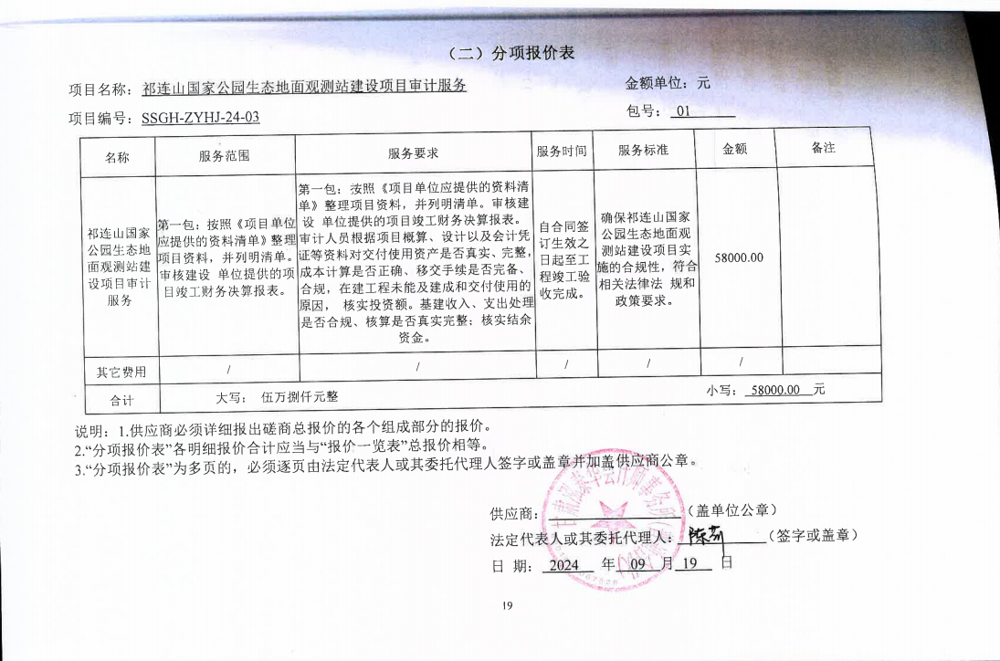 （二）分项报价表
项目名称：祁连山国家公园生态地面观测站建设项目审计服务
金额单位：元
项目编号：SSGH-ZYHJ-24-03
包号：01
名称 服务范围 服务要求 服务时间 服务标准 金额 备注
祁连山国家
公园生态地
面观测站建
设项目审计
服务
第一包：按照《项目单位
应提供的资料清单》整理
项目资料，并列明清单。
审核建设 单位提供的项
目竣工财务决算报表。
第一包：按照《项目单位应提供的资料清
单》整理项目资料，并列明清单。审核建
设 单位提供的项目竣工财务决算报表。
审计人员根据项目概算、设计以及会计凭
证等资料对交付使用资产是否真实、完整，
成本计算是否正确、移交手续是否完备、
合规，在建工程未能及建成和交付使用的
原因， 核实投资额。基建收入、支出处理
是否合规、核算是否真实完整；核实结余
资金。
自合同签
订生效之
日起至工
程竣工验
收完成。
确保祁连山国家
公园生态地面观
测站建设项目实
施的合规性，符合
相关法律法 规和
政策要求。
58000.00
其它费用 / / / / /
合计 大写： 伍万捌仟元整 小写： 58000.00 元
说明：1.供应商必须详细报出磋商总报价的各个组成部分的报价。
2.“分项报价表”各明细报价合计应当与“报价一览表”总报价相等。
3.“分项报价表”为多页的，必须逐页由法定代表人或其委托代理人签字或盖章并加盖供应商公章。
供应商： （盖单位公章）
法定代表人或其委托代理人： 陈芬 （签字或盖章）
日 期： 2024 年 09 月 19 日
19